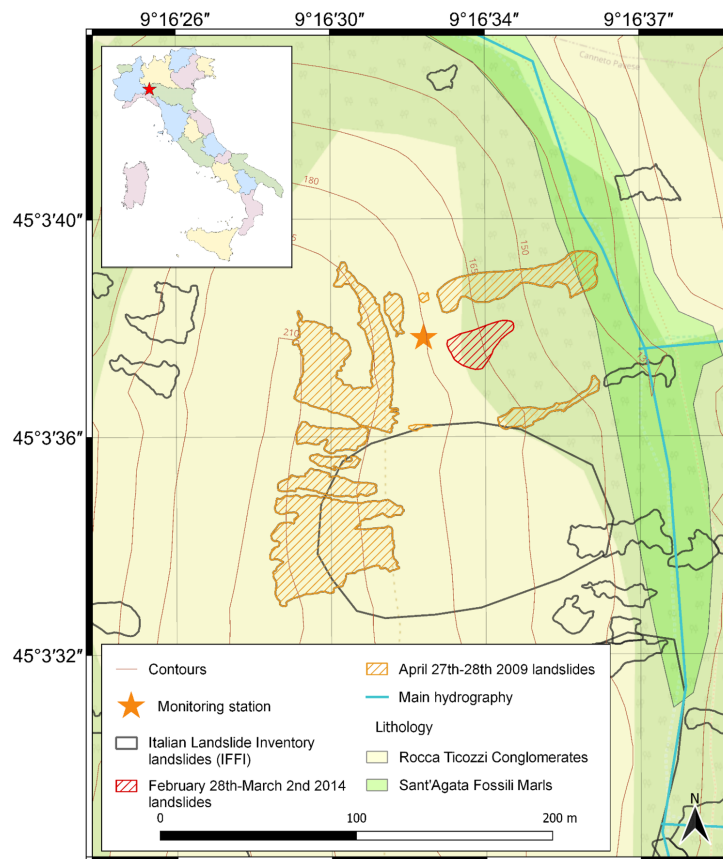 9°16′26 9°16′30 9°16′34 9°16′37
Canneto Pavese
180
45°3′40
150
165
210
45°3′36
45°3′32
Contours
Monitoring station
Italian Landslide Inventory
landslides (IFFI)
February 28th-March 2nd 2014
landslides
April 27th-28th 2009 landslides
Main hydrography
Lithology
Rocca Ticozzi Conglomerates
Sant'Agata Fossili Marls
0 100 200 m
N